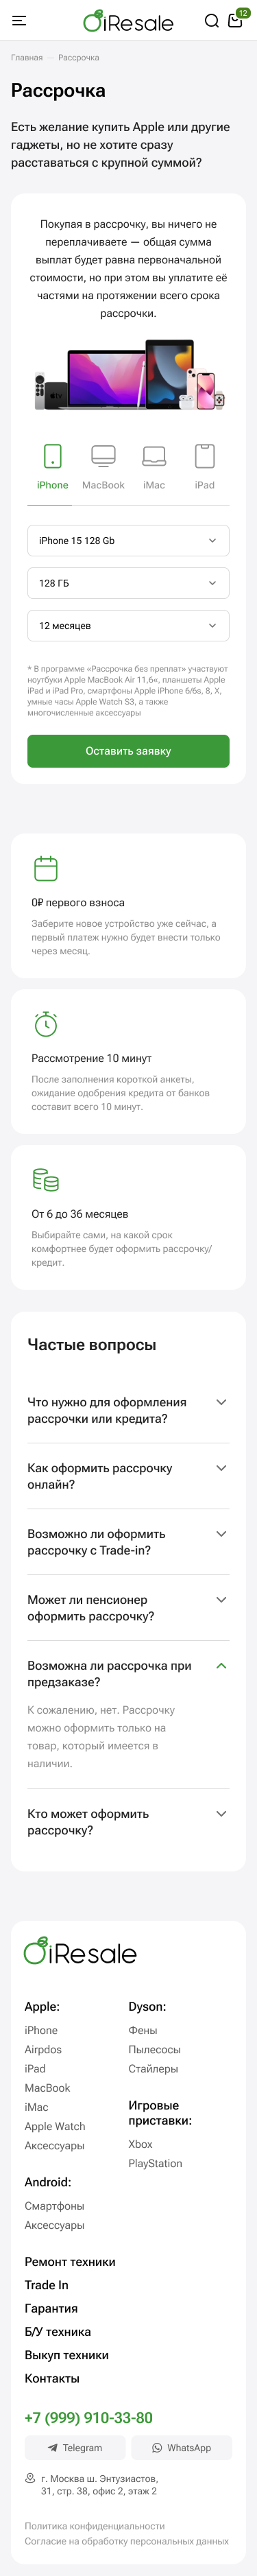 iResale
12
Главная — Рассрочка
Рассрочка
Есть желание купить Apple или другие
гаджеты, но не хотите сразу
расставаться с крупной суммой?
Покупая в рассрочку, вы ничего не
переплачиваете — общая сумма
выплат будет равна первоначальной
стоимости, но при этом вы уплатите её
частями на протяжении всего срока
рассрочки.
iPhone MacBook iMac iPad
iPhone 15 128 Gb
128 ГБ
12 месяцев
* В программе «Рассрочка без преплат» участвуют
ноутбуки Apple MacBook Air 11,6«, планшеты Apple
iPad и iPad Pro, смартфоны Apple iPhone 6/6s, 8, X,
умные часы Apple Watch S3, а также
многочисленные аксессуары
Оставить заявку
0₽ первого взноса
Заберите новое устройство уже сейчас, а
первый платеж нужно будет внести только
через месяц.
Рассмотрение 10 минут
После заполнения короткой анкеты,
ожидание одобрения кредита от банков
составит всего 10 минут.
От 6 до 36 месяцев
Выбирайте сами, на какой срок
комфортнее будет оформить рассрочку/
кредит.
Частые вопросы
Что нужно для оформления
рассрочки или кредита?
Как оформить рассрочку
онлайн?
Возможно ли оформить
рассрочку с Trade-in?
Может ли пенсионер
оформить рассрочку?
Возможна ли рассрочка при
предзаказе?
К сожалению, нет. Рассрочку
можно оформить только на
товар, который имеется в
наличии.
Кто может оформить
рассрочку?
iResale
Apple:
iPhone
Airpdos
iPad
MacBook
iMac
Apple Watch
Аксессуары
Android:
Смартфоны
Аксессуары
Dyson:
Фены
Пылесосы
Стайлеры
Игровые
приставки:
Xbox
PlayStation
Ремонт техники
Trade In
Гарантия
Б/У техника
Выкуп техники
Контакты
+7 (999) 910-33-80
Telegram WhatsApp
г. Москва ш. Энтузиастов,
31, стр. 38, офис 2, этаж 2
Политика конфиденциальности
Согласие на обработку персональных данных